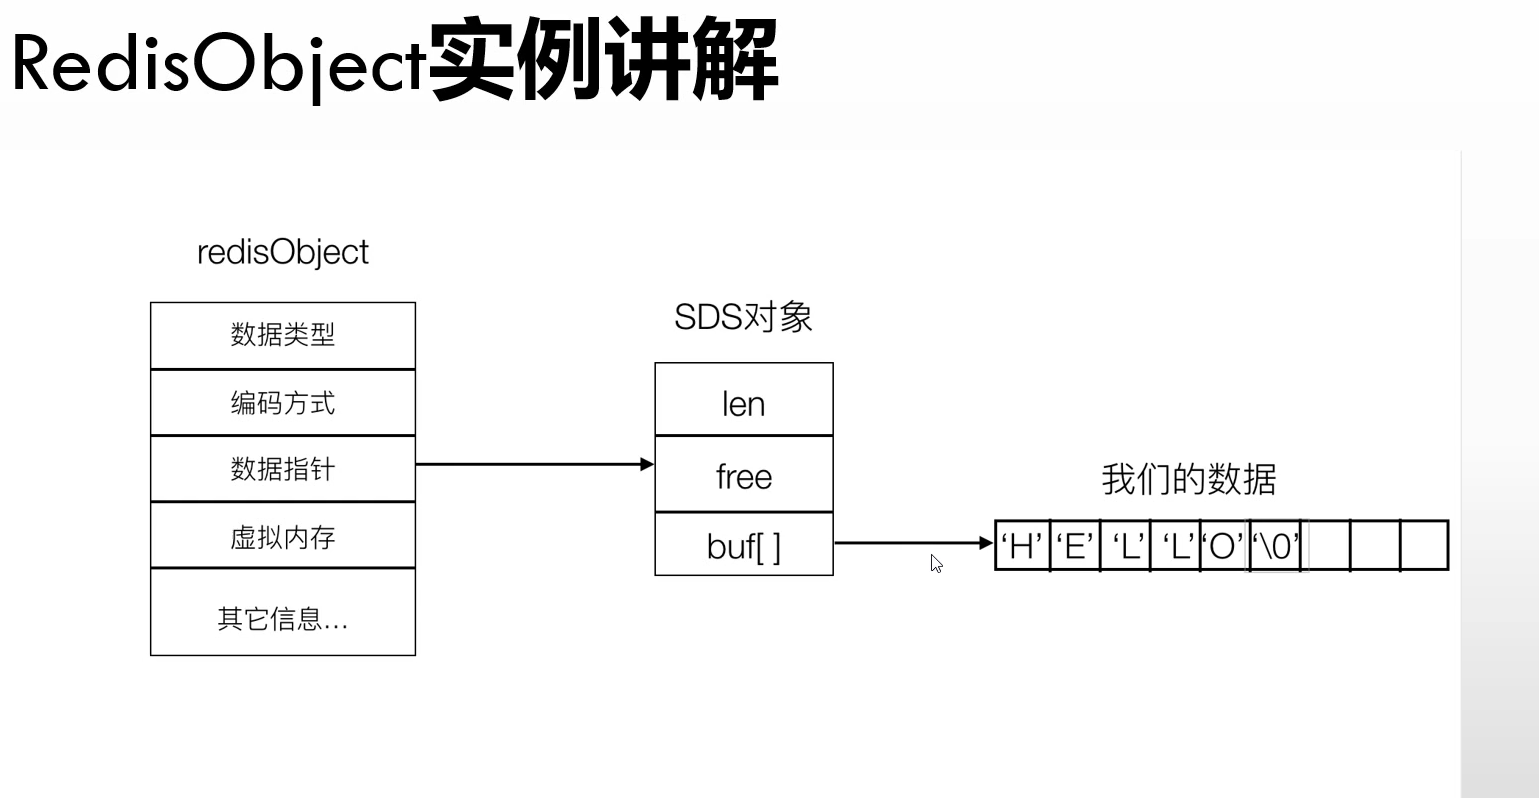 RedisObject实例讲解
redisObject
数据类型
编码方式
数据指针
虚拟内存
其它信息...
SDS对象
len
free
buf[ ]
我们的数据
‘H’ ‘E’ ‘L’ ‘L’ ‘O’ ‘\0’